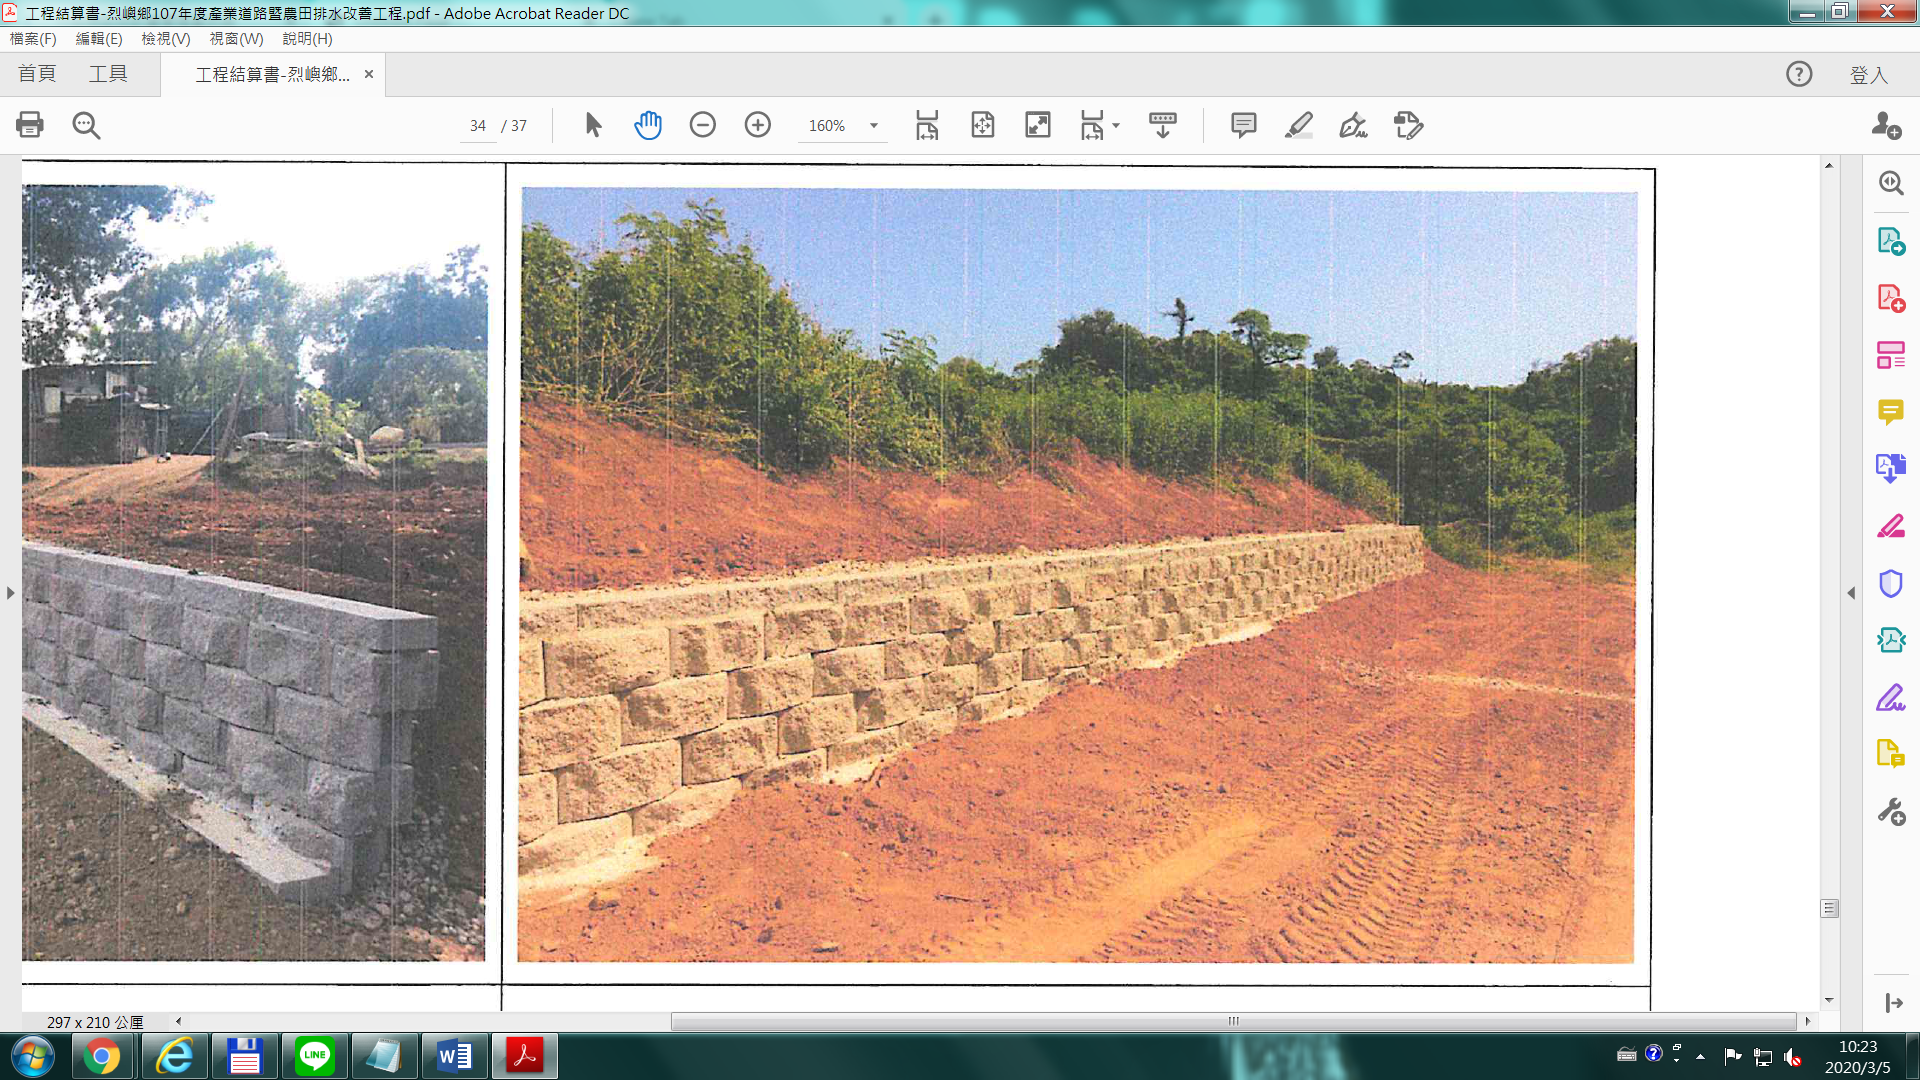 工程結算書-烈嶼鄉107年度產業道路暨農田排水改善工程.pdf - Adobe Acrobat Reader DC
檔案(F) 編輯(E) 檢視(V) 視窗(W) 說明(H)
首頁 工具 工程結算書-烈嶼鄉... × 登入
34 / 37 160%
297 x 210 公厘
LINE
W
10:23
2020/3/5